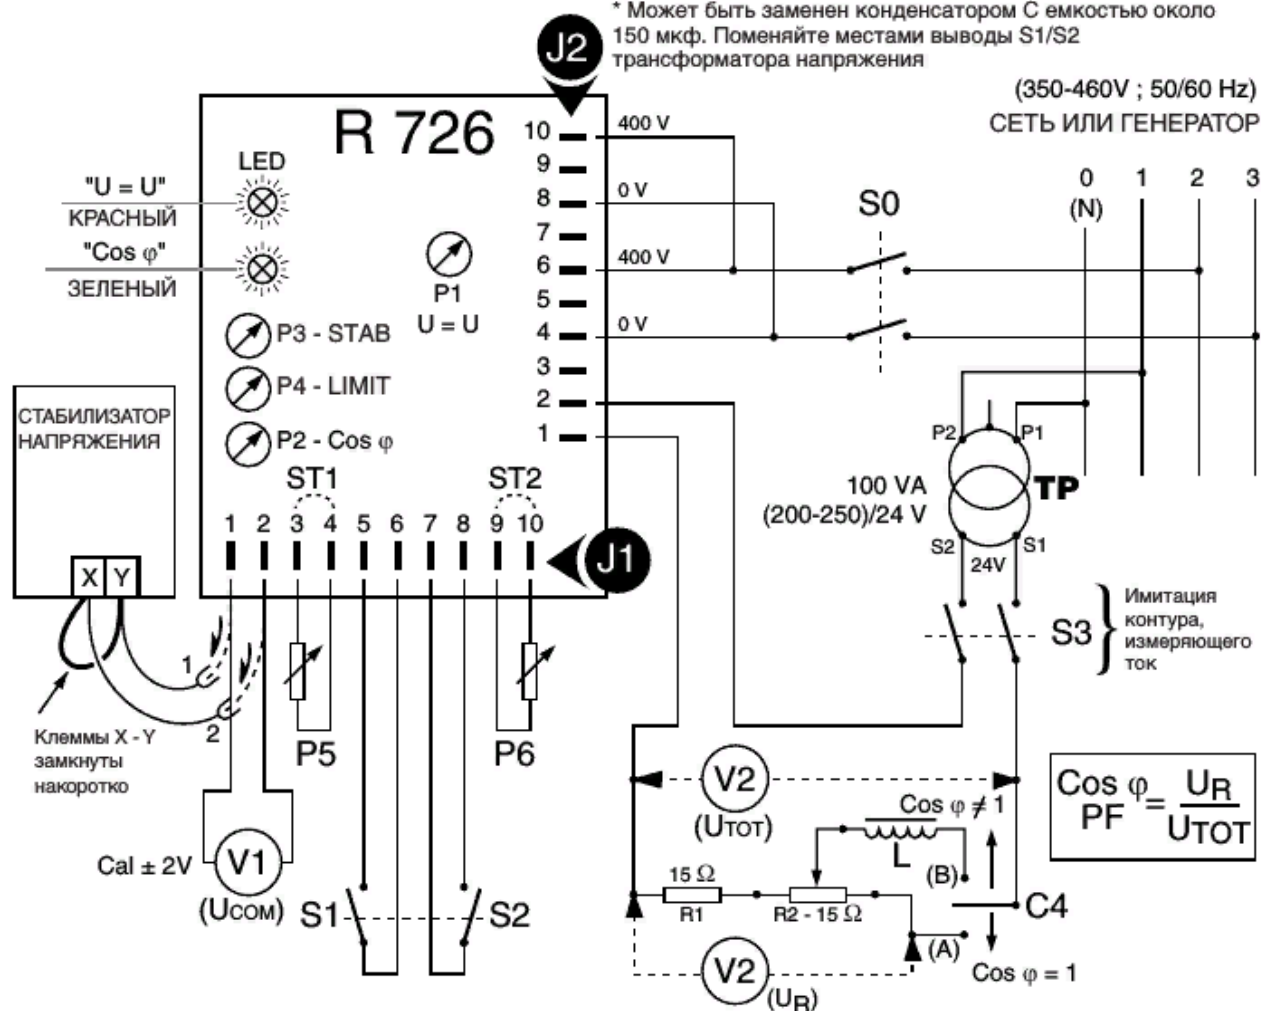 * Может быть заменен конденсатором С емкостью около
150 мкф. Поменяйте местами выводы S1/S2
трансформатора напряжения
J2
(350-460V ; 50/60 Hz)
СЕТЬ ИЛИ ГЕНЕРАТОР
R 726
LED
"U = U"
КРАСНЫЙ
"Cos φ"
ЗЕЛЕНЫЙ
P1
U = U
P3 - STAB
P4 - LIMIT
P2 - Cos φ
10
9
8
7
6
5
4
3
2
1
400 V
0 V
400 V
0 V
S0
0 1 2 3
(N)
СТАБИЛИЗАТОР
НАПРЯЖЕНИЯ
X Y
ST1 ST2
1 2 3 4 5 6 7 8 9 10
J1
P2 P1
100 VA
(200-250)/24 V
ТР
S2 S1
24V
S3
Имитация
контура,
измеряющего
ток
1
2
Клеммы X - Y
замкнуты
накоротко
P5 P6
Cal ± 2V
V1
(UCOM)
S1 S2
V2
(UTOT)
Cos φ ≠ 1
L
15 Ω
R1
R2 - 15 Ω
(B)
C4
(A)
Cos φ = 1
V2
(UR)
Cos φ
PF
=
UR
UTOT